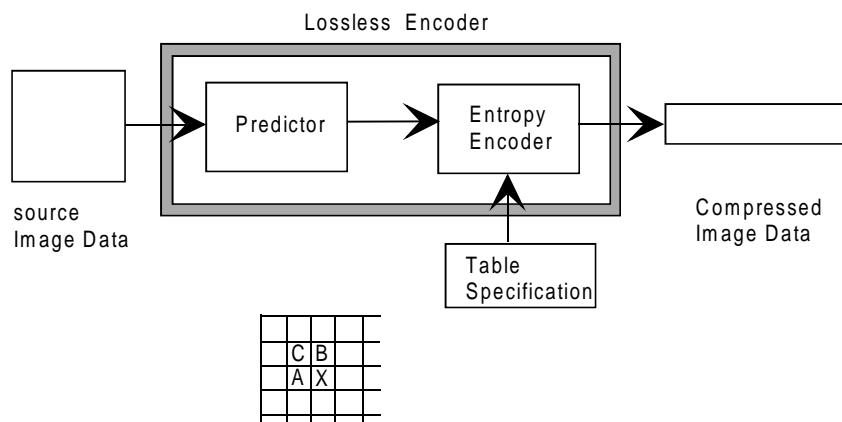 Lossless Encoder
Predictor
Entropy
Encoder
source
Image Data
Compressed
Image Data
Table
Specification
C B
A X